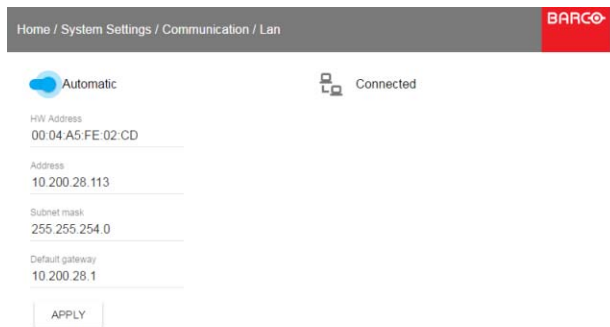 Home / System Settings / Communication / Lan
BARCO
Automatic
Connected
HW Address
00:04:A5:FE:02:CD
Address
10.200.28.113
Subnet mask
255.255.254.0
Default gateway
10.200.28.1
APPLY